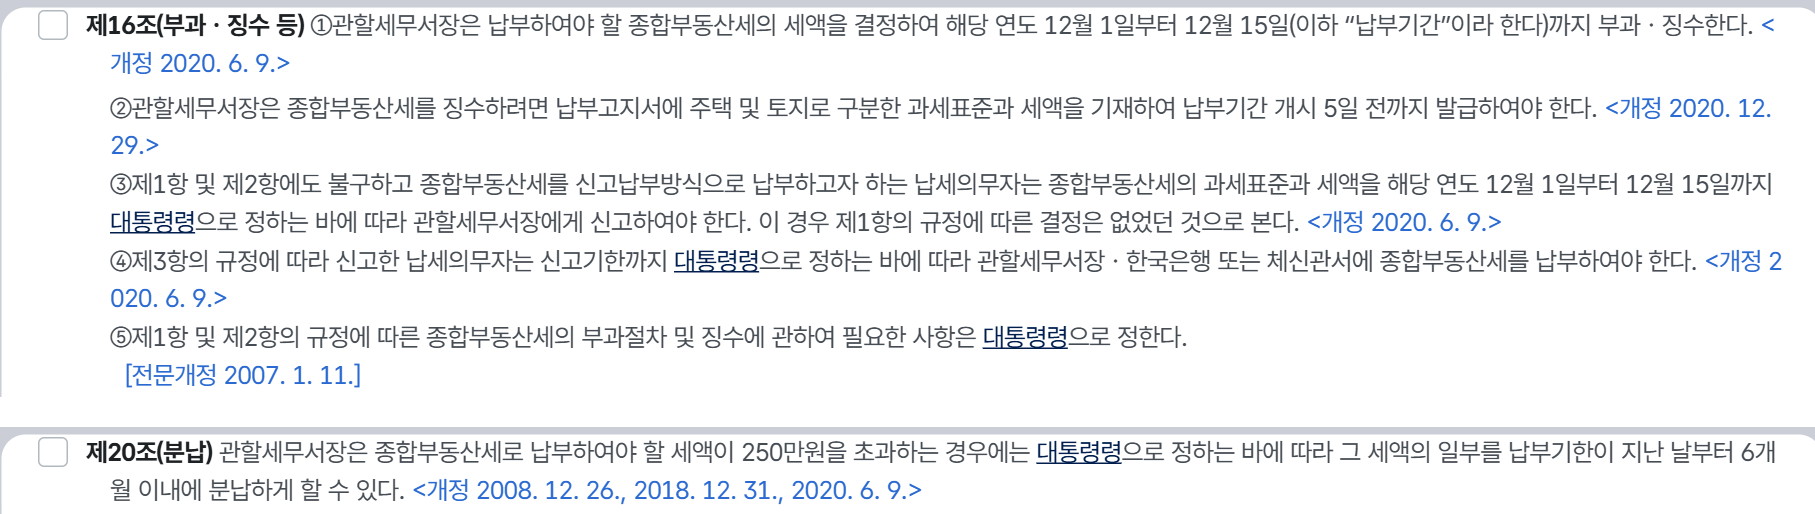 제16조(부과ㆍ징수 등) ①관할세무서장은 납부하여야 할 종합부동산세의 세액을 결정하여 해당 연도 12월 1일부터 12월 15일(이하 “납부기간”이라 한다)까지 부과ㆍ징수한다. <
개정 2020. 6. 9.>
②관할세무서장은 종합부동산세를 징수하려면 납부고지서에 주택 및 토지로 구분한 과세표준과 세액을 기재하여 납부기간 개시 5일 전까지 발급하여야 한다. <개정 2020. 12.
29.>
③제1항 및 제2항에도 불구하고 종합부동산세를 신고납부방식으로 납부하고자 하는 납세의무자는 종합부동산세의 과세표준과 세액을 해당 연도 12월 1일부터 12월 15일까지
대통령령으로 정하는 바에 따라 관할세무서장에게 신고하여야 한다. 이 경우 제1항의 규정에 따른 결정은 없었던 것으로 본다. <개정 2020. 6. 9.>
④제3항의 규정에 따라 신고한 납세의무자는 신고기한까지 대통령령으로 정하는 바에 따라 관할세무서장ㆍ한국은행 또는 체신관서에 종합부동산세를 납부하여야 한다. <개정 2
020. 6. 9.>
⑤제1항 및 제2항의 규정에 따른 종합부동산세의 부과절차 및 징수에 관하여 필요한 사항은 대통령령으로 정한다.
[전문개정 2007. 1. 11.]
제20조(분납) 관할세무서장은 종합부동산세로 납부하여야 할 세액이 250만원을 초과하는 경우에는 대통령령으로 정하는 바에 따라 그 세액의 일부를 납부기한이 지난 날부터 6개
월 이내에 분납하게 할 수 있다. <개정 2008. 12. 26., 2018. 12. 31., 2020. 6. 9.>